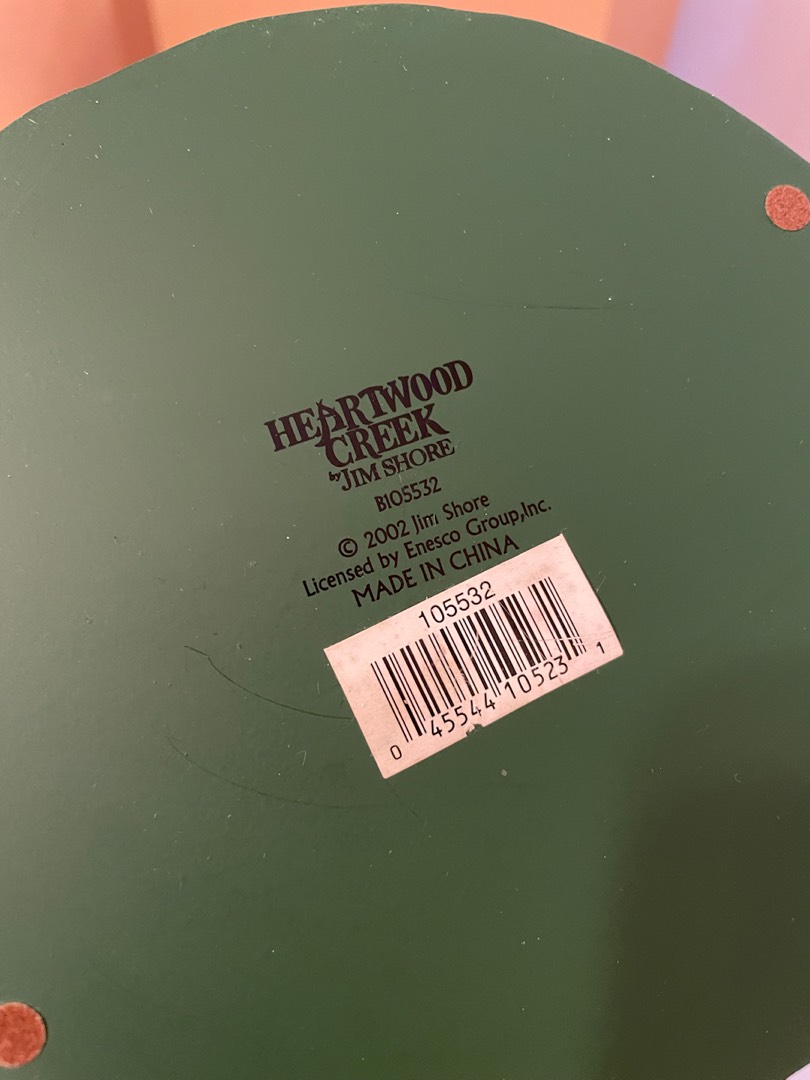 HEARTWOOD
CREEK
by JIM SHORE
B105532
© 2002 Jim Shore
Licensed by Enesco Group,Inc.
MADE IN CHINA
105532
0 45544 10523 1